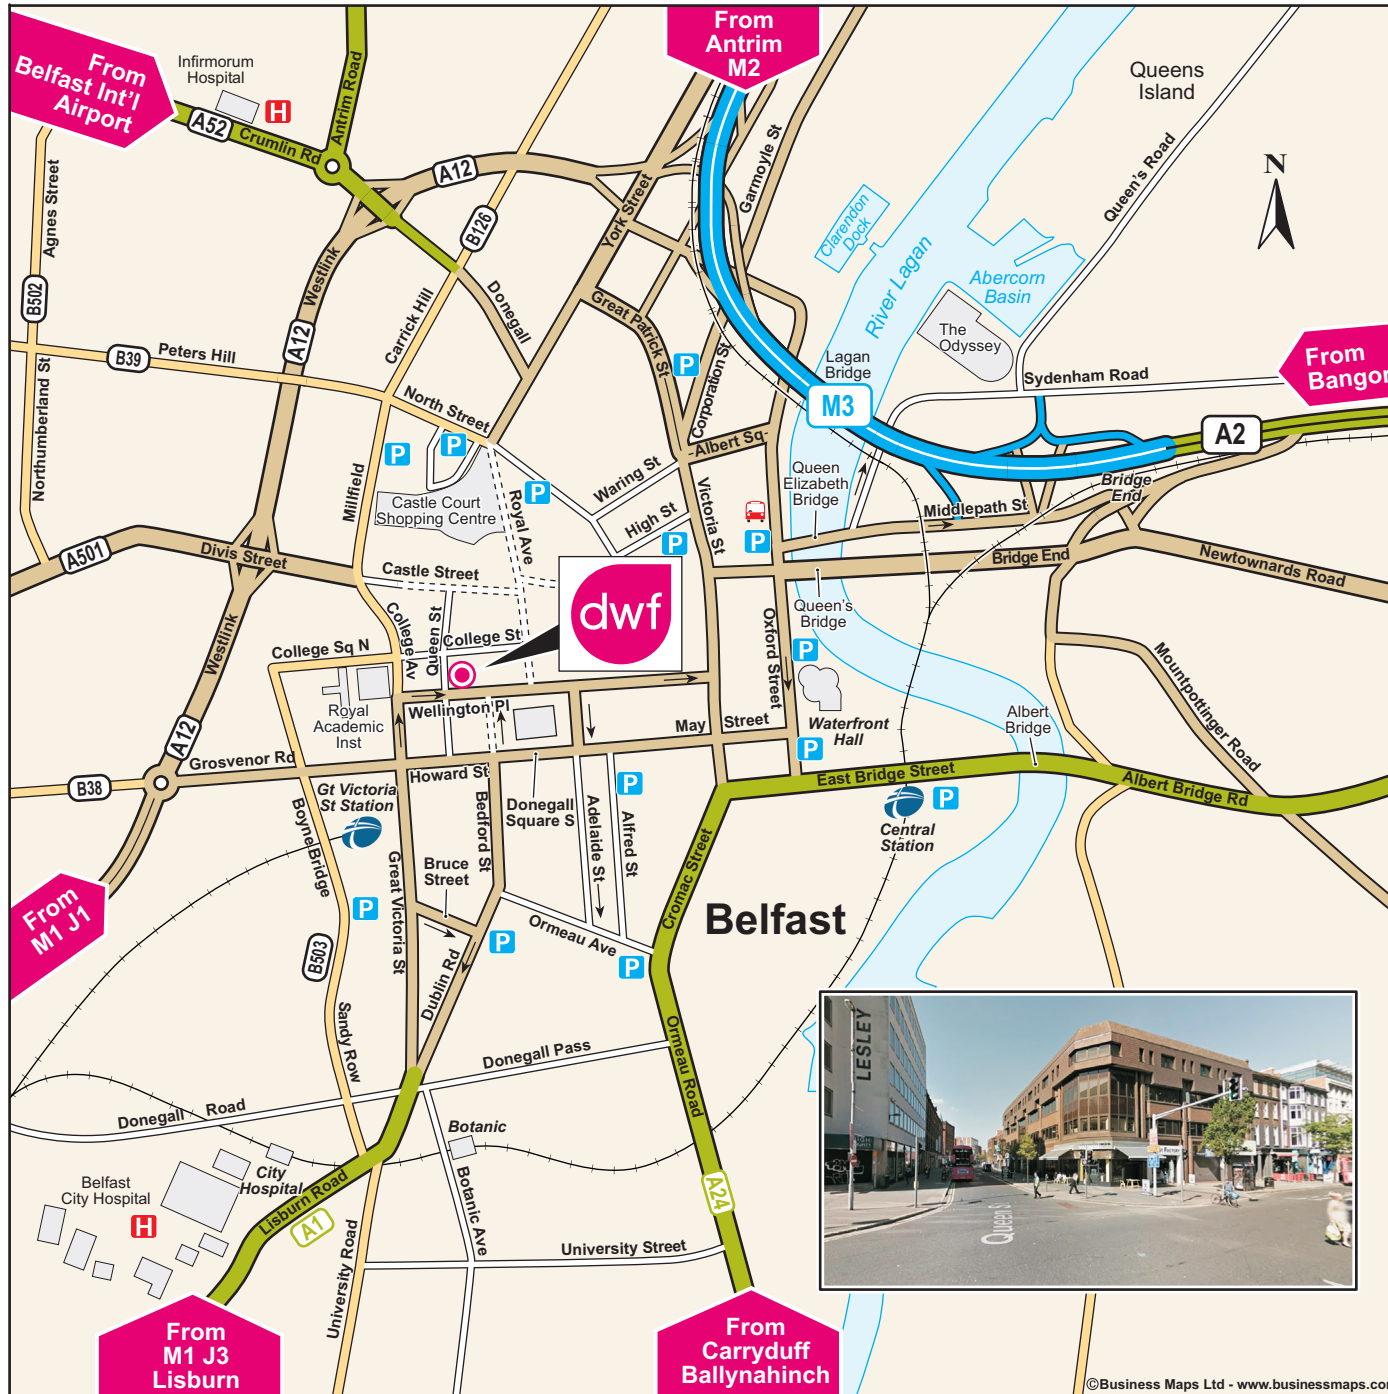 From
Belfast Int'l
Airport
Infirmorum
Hospital
H
A52
Crumlin Rd
Antrim Road
From
Antrim
M2
Queens
Island
N
Agnes Street
A12
B126
York Street
Garmoyle St
Clarendon
Dock
River Lagan
Queen's Road
Abercorn
Basin
The
Odyssey
B502
Westlink
A12
Carrick Hill
Donegall
Great Patrick St
P
Corporation St
Lagan
Bridge
M3
Sydenham Road
From
Bangor
A2
B39
Peters Hill
Northumberland St
North Street
P
P
P
Millfield
Castle Court
Shopping Centre
Royal Ave
Waring St
High St
P
Albert Sq
Victoria St
P
Queen
Elizabeth
Bridge
Middlepath St
Bridge
End
Bridge End
Newtownards Road
A501
Divis Street
Castle Street
dwf
Queen's
Bridge
Oxford Street
P
College Av
Queen St
College St
College Sq N
Westlink
Royal
Academic
Inst
Wellington Pl
May Street
Waterfront
Hall
P
Albert
Bridge
Mountpottinger Road
A12
Grosvenor Rd
B38
Howard St
Gt Victoria
St Station
Bedford St
Donegall
Square S
P
Adelaide St
Alfred St
East Bridge Street
Albert Bridge Rd
P
Central
Station
Boyne Bridge
Bruce
Street
Great Victoria St
P
P
P
Ormeau Ave
Cromac Street
Belfast
From
M1 J1
B503
Dublin Rd
Sandy Row
Donegall Pass
Ormeau Road
Donegall Road
Botanic
Botanic Ave
Belfast
City Hospital
H
City
Hospital
Lisburn Road
A1
A24
University Road
University Street
LESLEY
Queen S
From
M1 J3
Lisburn
From
Carryduff
Ballynahinch
©Business Maps Ltd - www.businessmaps.co